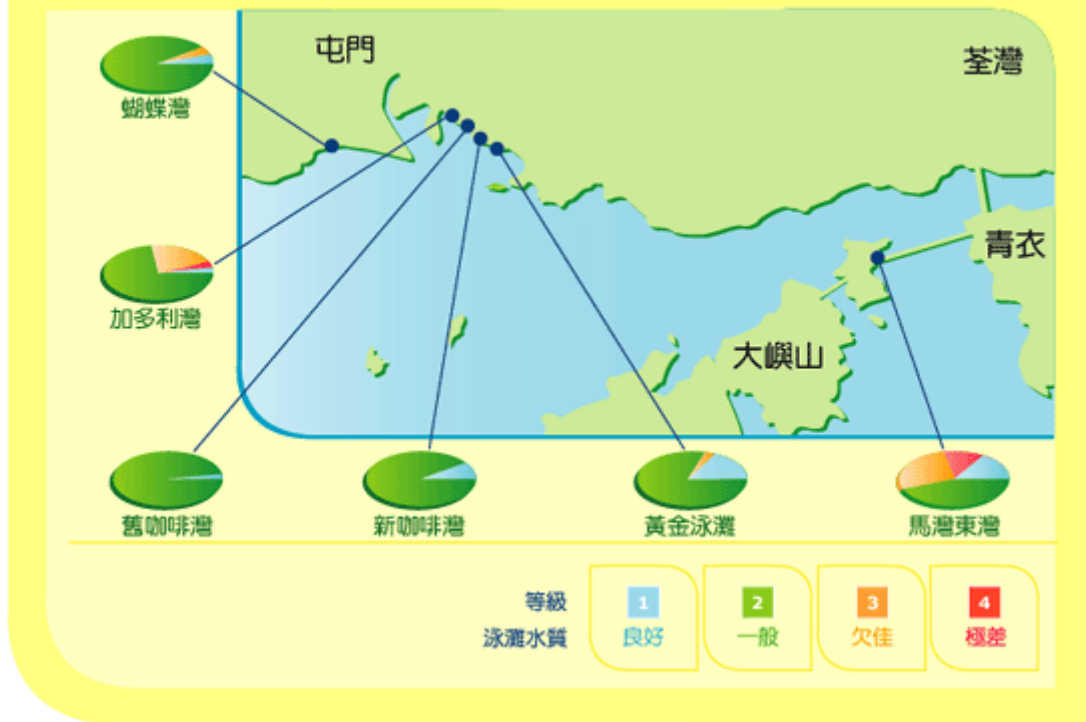 屯門
荃灣
蝴蝶灣
青衣
加多利灣
大嶼山
舊咖啡灣
新咖啡灣
黃金泳灘
馬灣東灣
等級 1 2 3 4
泳灘水質 良好 一般 欠佳 極差